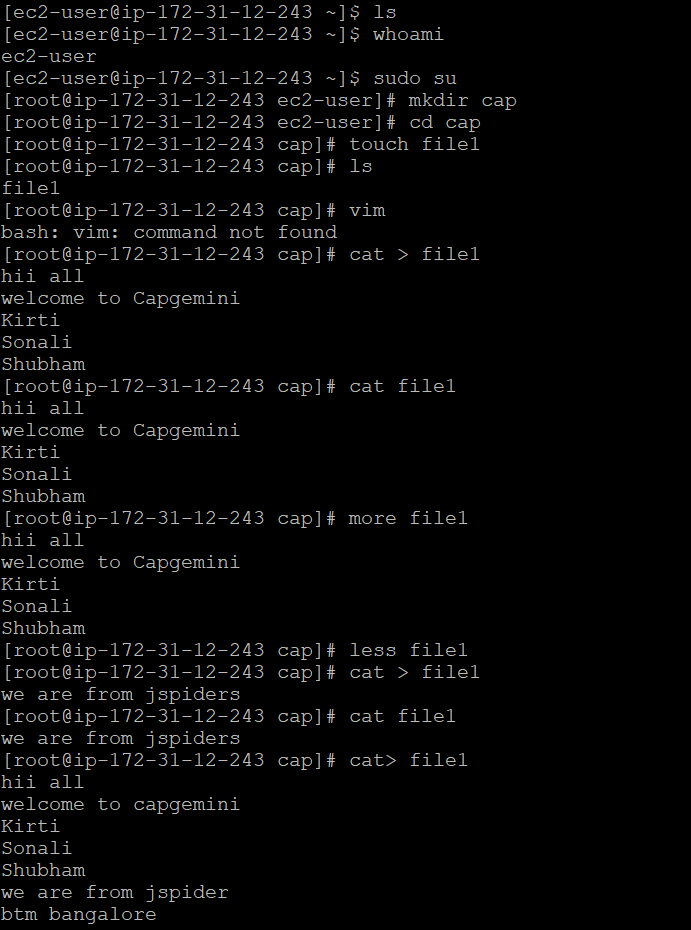 [ec2-user@ip-172-31-12-243 ~]$ ls
[ec2-user@ip-172-31-12-243 ~]$ whoami
ec2-user
[ec2-user@ip-172-31-12-243 ~]$ sudo su
[root@ip-172-31-12-243 ec2-user]# mkdir cap
[root@ip-172-31-12-243 ec2-user]# cd cap
[root@ip-172-31-12-243 cap]# touch file1
[root@ip-172-31-12-243 cap]# ls
file1
[root@ip-172-31-12-243 cap]# vim
bash: vim: command not found
[root@ip-172-31-12-243 cap]# cat > file1
hii all
welcome to Capgemini
Kirti
Sonali
Shubham
[root@ip-172-31-12-243 cap]# cat file1
hii all
welcome to Capgemini
Kirti
Sonali
Shubham
[root@ip-172-31-12-243 cap]# more file1
hii all
welcome to Capgemini
Kirti
Sonali
Shubham
[root@ip-172-31-12-243 cap]# less file1
[root@ip-172-31-12-243 cap]# cat > file1
we are from jspiders
[root@ip-172-31-12-243 cap]# cat file1
we are from jspiders
[root@ip-172-31-12-243 cap]# cat> file1
hii all
welcome to capgemini
Kirti
Sonali
Shubham
we are from jspider
btm bangalore